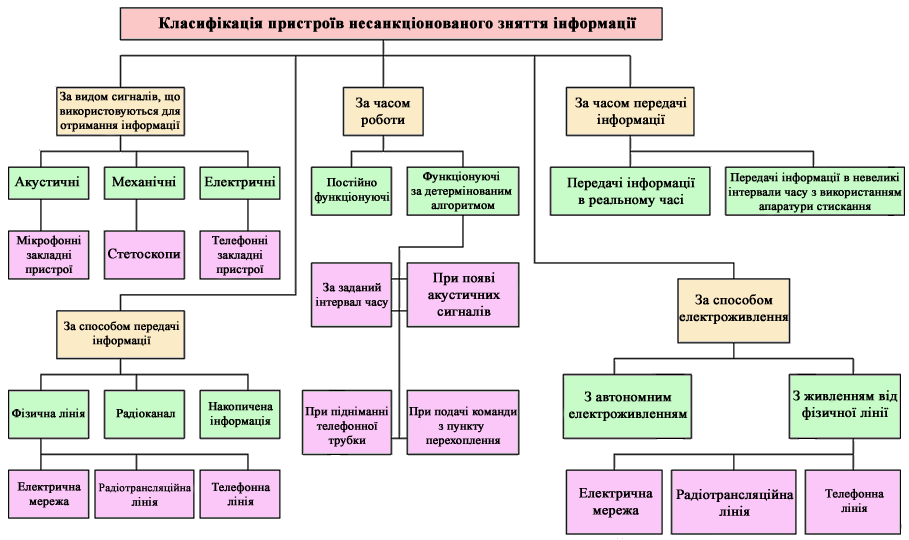 Класифікація пристроїв несанкціонованого зняття інформації
За видом сигналів, що
використовуються для
отримання інформації
За часом
роботи
За часом передачі
інформації
Акустичні
Механічні
Електричні
Постійно
функціонуючі
Функціонуючі
за детермінованим
алгоритмом
Передачі інформації
в реальному часі
Передачі інформації в невеликі
інтервали часу з використанням
апаратури стискання
Мікрофонні
закладні
пристрої
Стетоскопи
Телефонні
закладні
пристрої
За заданий
інтервал часу
При появі
акустичних
сигналів
За способом
електроживлення
За способом передачі
інформації
Фізична лінія
Радіоканал
Накопичена
інформація
При підніманні
телефонної
трубки
При подачі команди
з пункту
перехоплення
З автономним
електроживленням
З живленням від
фізичної лінії
Електрична
мережа
Радіотрансляційна
лінія
Телефонна
лінія
Електрична
мережа
Радіотрансляційна
лінія
Телефонна
лінія